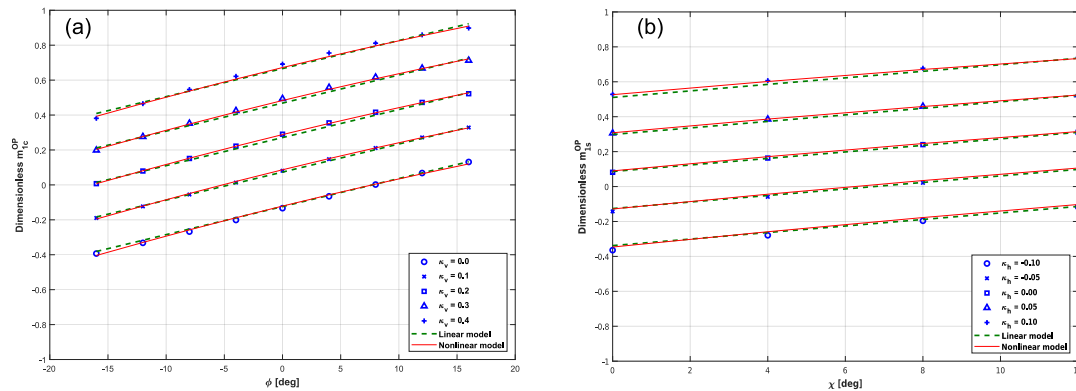 (a)
Dimensionless m_1c^OP
1
0.8
0.6
0.4
0.2
0
-0.2
-0.4
-0.6
-0.8
-1
-20 -15 -10 -5 0 5 10 15 20
ϕ [deg]
κ_v = 0.0
κ_v = 0.1
κ_v = 0.2
κ_v = 0.3
κ_v = 0.4
Linear model
Nonlinear model
(b)
Dimensionless m_1s^OP
1
0.8
0.6
0.4
0.2
0
-0.2
-0.4
-0.6
-0.8
-1
0 2 4 6 8 10
χ [deg]
κ_h = -0.10
κ_h = -0.05
κ_h = 0.00
κ_h = 0.05
κ_h = 0.10
Linear model
Nonlinear model